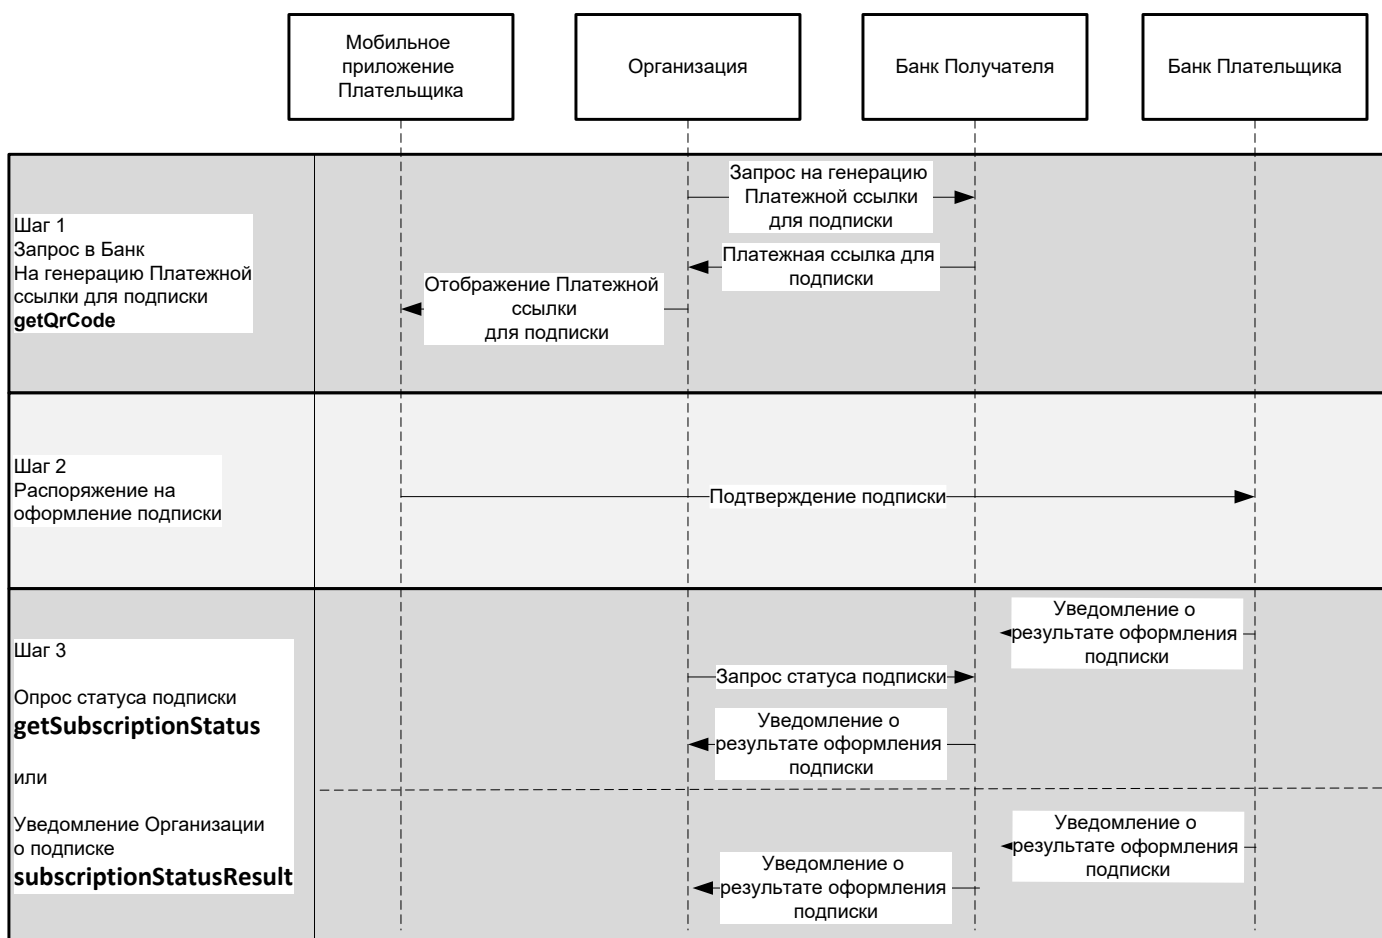 Мобильное
приложение
Плательщика
Организация
Банк Получателя
Банк Плательщика
Шаг 1
Запрос в Банк
На генерацию Платежной
ссылки для подписки
getQrCode
Запрос на генерацию
Платежной ссылки
для подписки
Платежная ссылка для
подписки
Отображение Платежной
ссылки
для подписки
Шаг 2
Распоряжение на
оформление подписки
Подтверждение подписки
Шаг 3
Опрос статуса подписки
getSubscriptionStatus
или
Уведомление Организации
о подписке
subscriptionStatusResult
Уведомление о
результате оформления
подписки
Запрос статуса подписки
Уведомление о
результате оформления
подписки
Уведомление о
результате оформления
подписки
Уведомление о
результате оформления
подписки